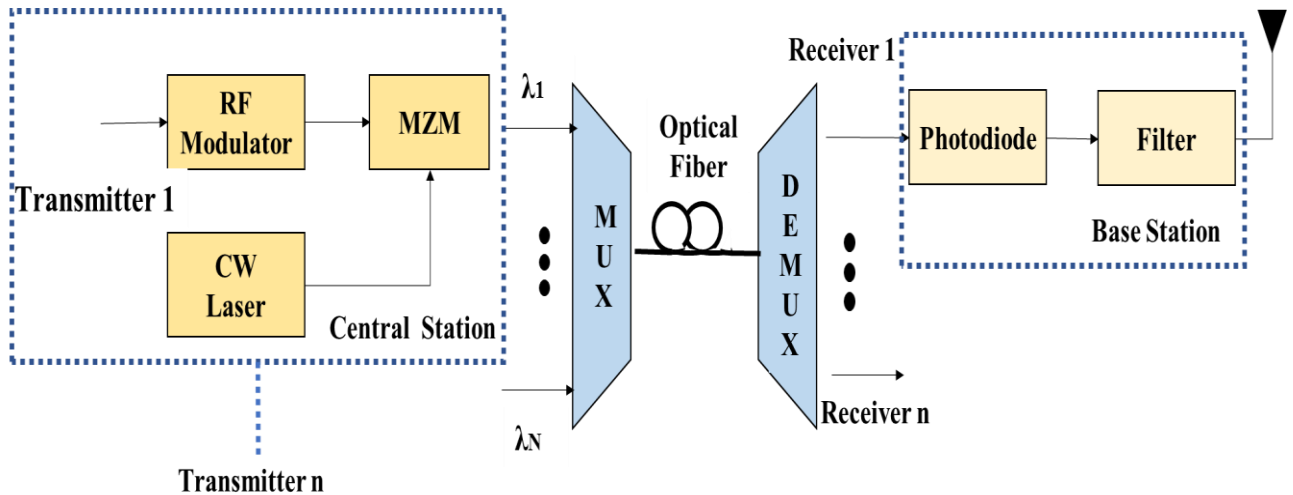 RF
Modulator
MZM
Transmitter 1
CW
Laser
Central Station
Transmitter n
λ1
λN
M
U
X
Optical
Fiber
D
E
M
U
X
Receiver 1
Photodiode
Filter
Base Station
Receiver n